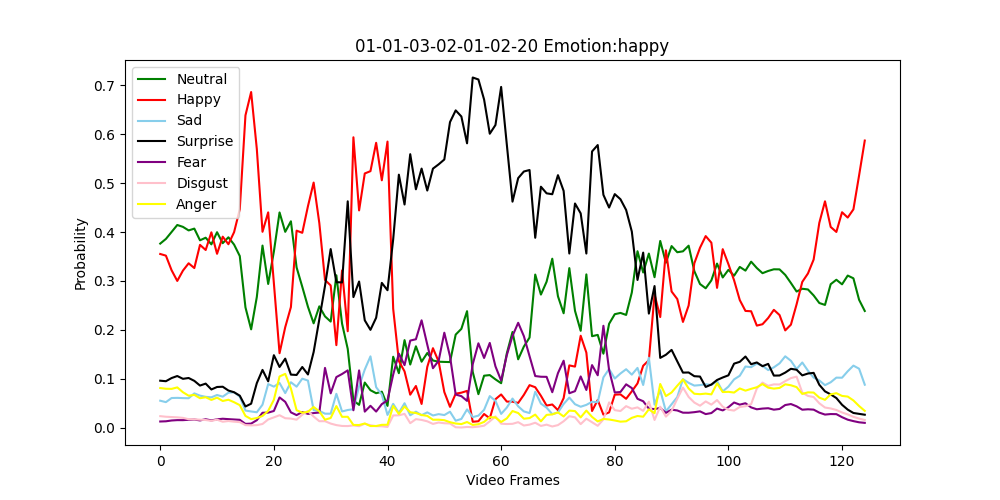 01-01-03-02-01-02-20 Emotion:happy
Neutral
Happy
Sad
Surprise
Fear
Disgust
Anger
Probability
0.7
0.6
0.5
0.4
0.3
0.2
0.1
0.0
0 20 40 60 80 100 120
Video Frames